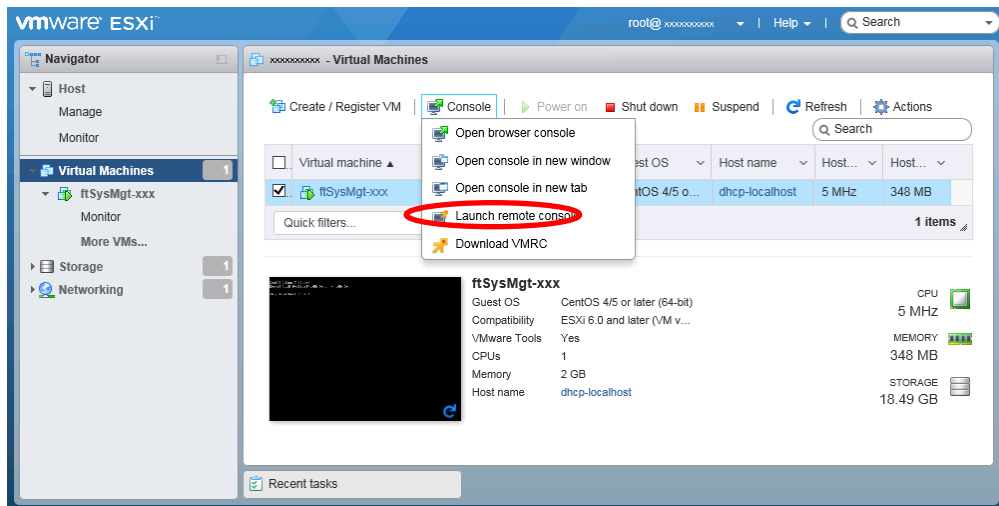 vmware ESXi™
root@ xxxxxxxxxx | Help | Search
Navigator
Host
Manage
Monitor
Virtual Machines 1
ftSysMgt-xxx
Monitor
More VMs...
Storage 1
Networking 1
xxxxxxxxxx - Virtual Machines
Create / Register VM | Console | Power on Shut down Suspend | Refresh | Actions
Search
Open browser console
Open console in new window
Open console in new tab
Launch remote console
Download VMRC
Virtual machine ▲ est OS Host name Host... Host...
ftSysMgt-xxx ntOS 4/5 o... dhcp-localhost 5 MHz 348 MB
Quick filters... 1 items
ftSysMgt-xxx
Guest OS CentOS 4/5 or later (64-bit)
Compatibility ESXi 6.0 and later (VM v...
VMware Tools Yes
CPUs 1
Memory 2 GB
Host name dhcp-localhost
CPU
5 MHz
MEMORY
348 MB
STORAGE
18.49 GB
Recent tasks